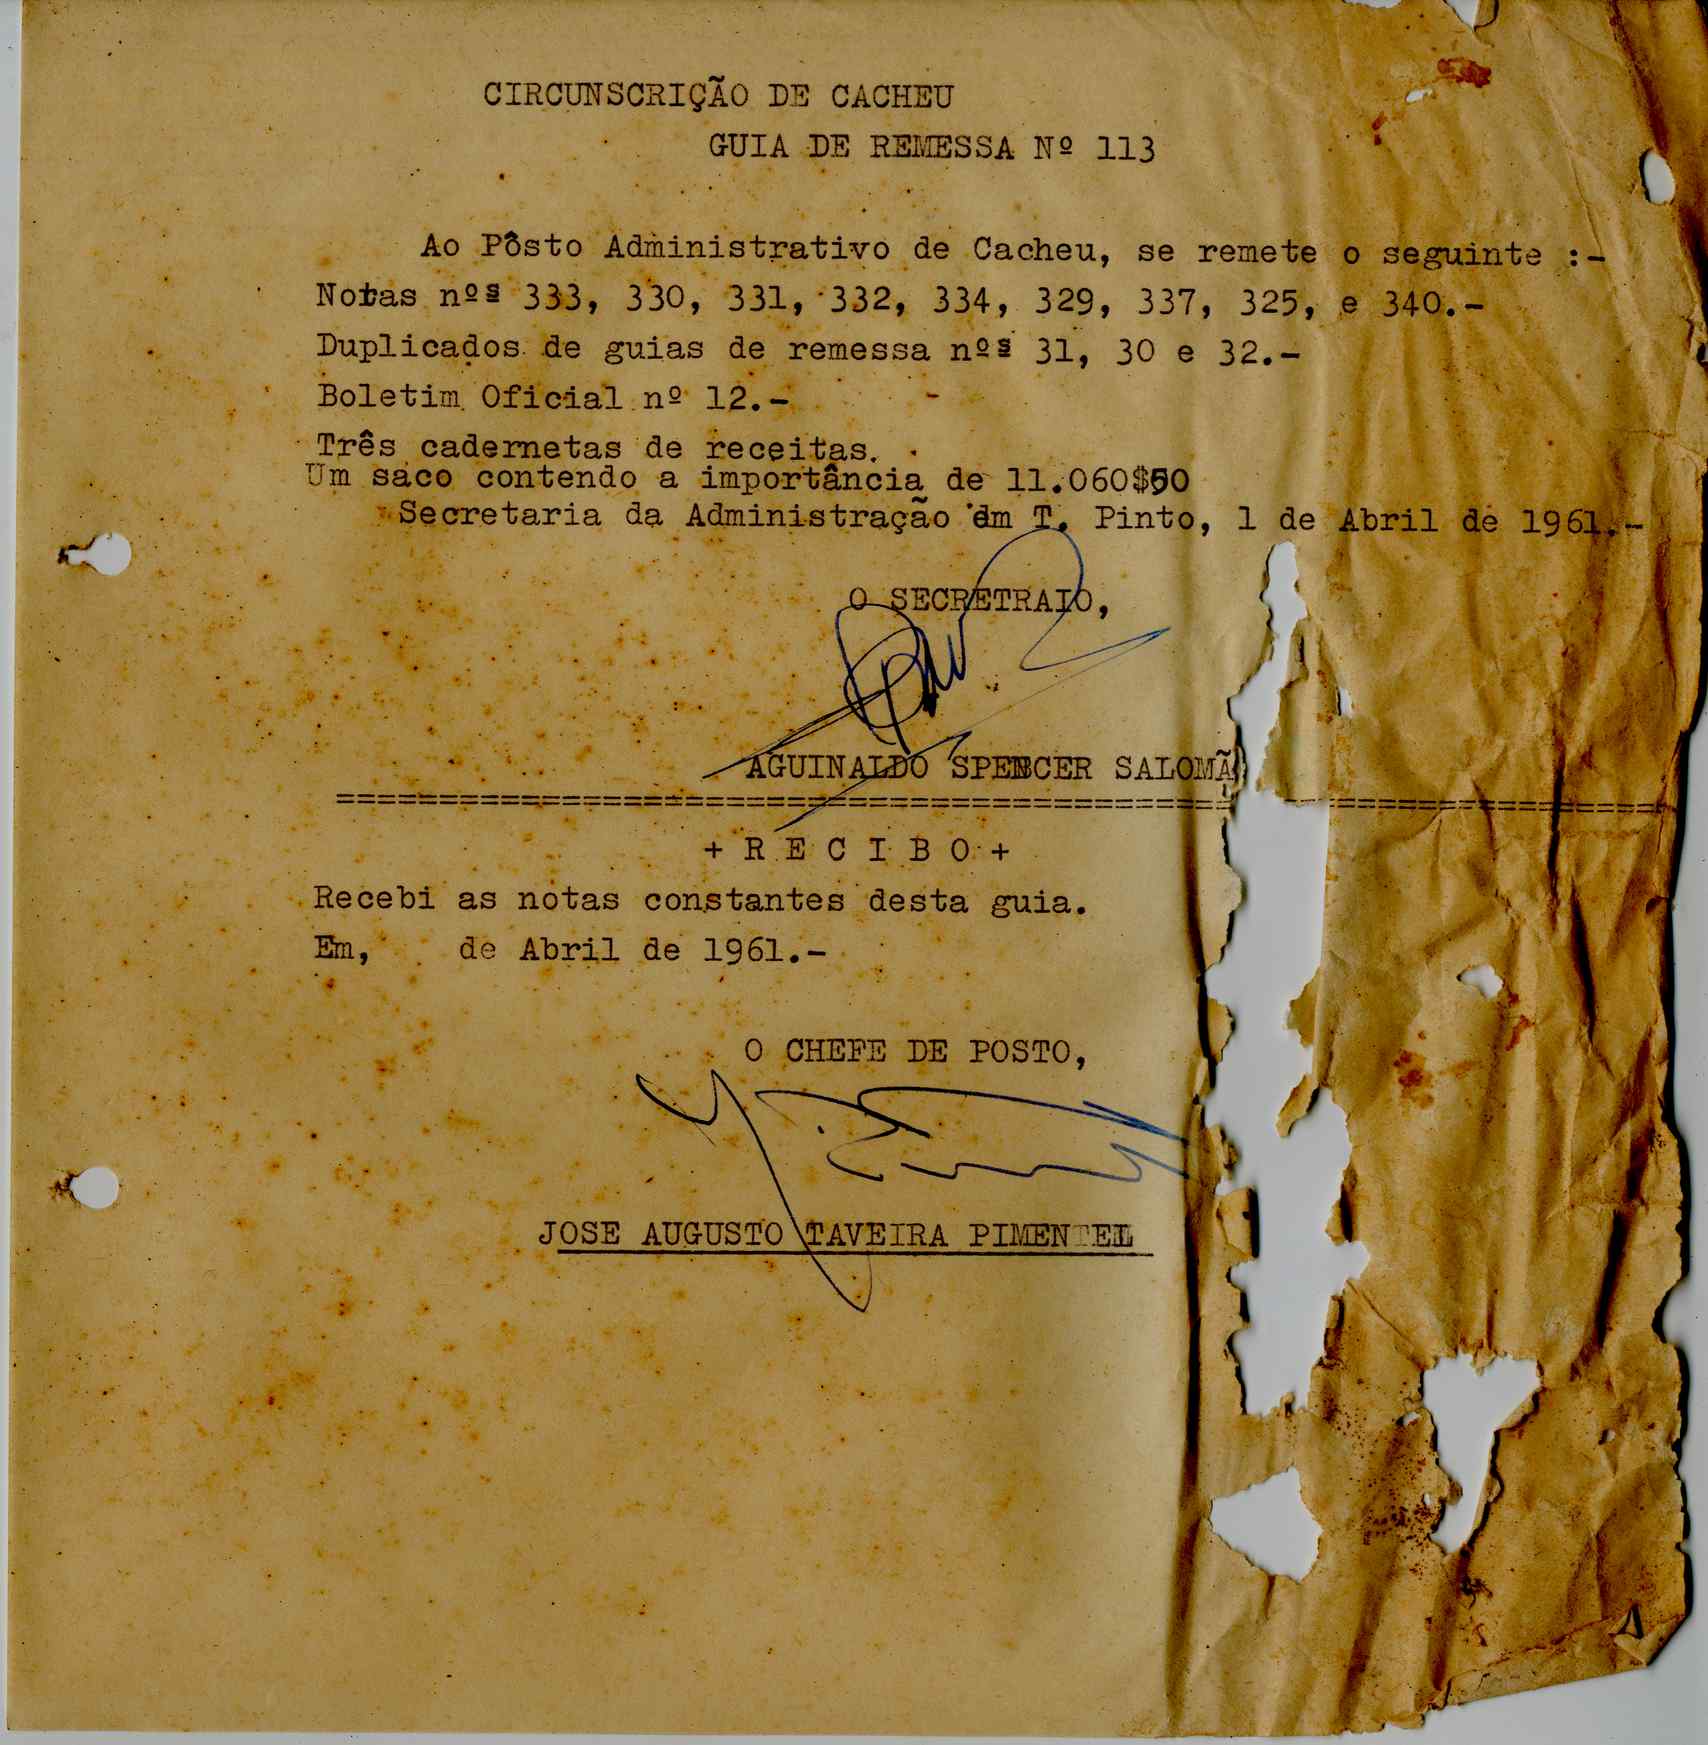 CIRCUNSCRIÇÃO DE CACHEU
GUIA DE REMESSA Nº 113
Ao Pôsto Administrativo de Cacheu, se remete o seguinte :-
Notas nºs 333, 330, 331, 332, 334, 329, 337, 325, e 340.-
Duplicados de guias de remessa nºs 31, 30 e 32.-
Boletim Oficial nº 12.-
Três cadernetas de receitas.
Um saco contendo a importância de 11.060$50
Secretaria da Administração em T. Pinto, 1 de Abril de 1961.-
O SECRETRAIO,
AGUINALDO SPENCER SALOMÃ
+ R E C I B O +
Recebi as notas constantes desta guia.
Em, de Abril de 1961.-
O CHEFE DE POSTO,
JOSE AUGUSTO TAVEIRA PIMENTEL